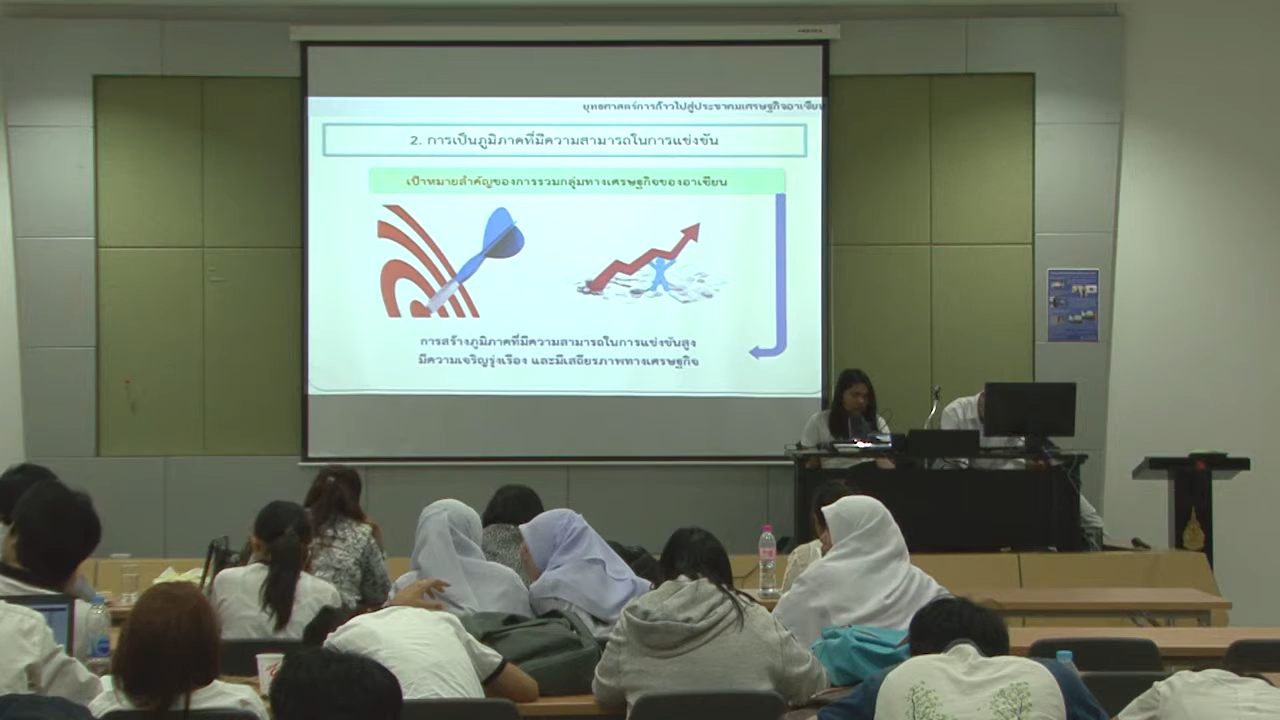 ยุทธศาสตร์การก้าวไปสู่ประชาคมเศรษฐกิจอาเซียน
2. การเป็นภูมิภาคที่มีความสามารถในการแข่งขัน
เป้าหมายสำคัญของการรวมกลุ่มทางเศรษฐกิจของอาเซียน
การสร้างภูมิภาคที่มีความสามารถในการแข่งขันสูง
มีความเจริญรุ่งเรือง และมีเสถียรภาพทางเศรษฐกิจ